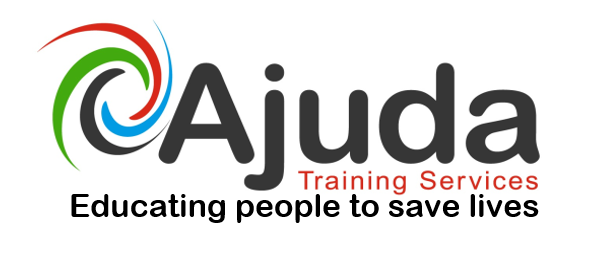 Ajuda
Training Services
Educating people to save lives